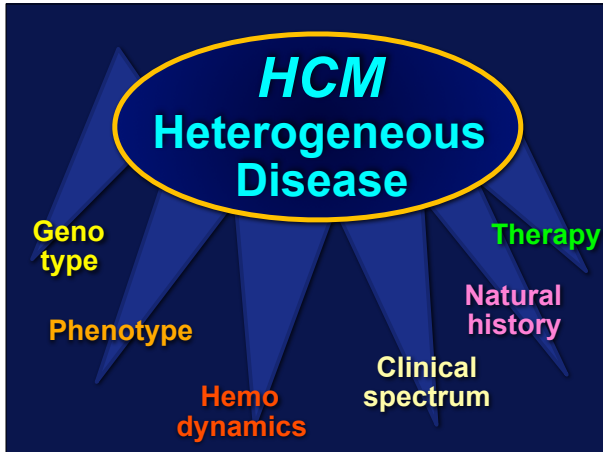 HCM
Heterogeneous
Disease
Geno
type
Therapy
Phenotype
Natural
history
Clinical
spectrum
Hemo
dynamics